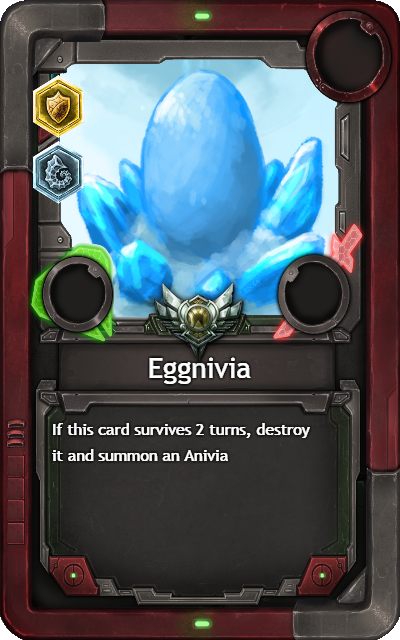 Eggnivia
If this card survives 2 turns, destroy
it and summon an Anivia